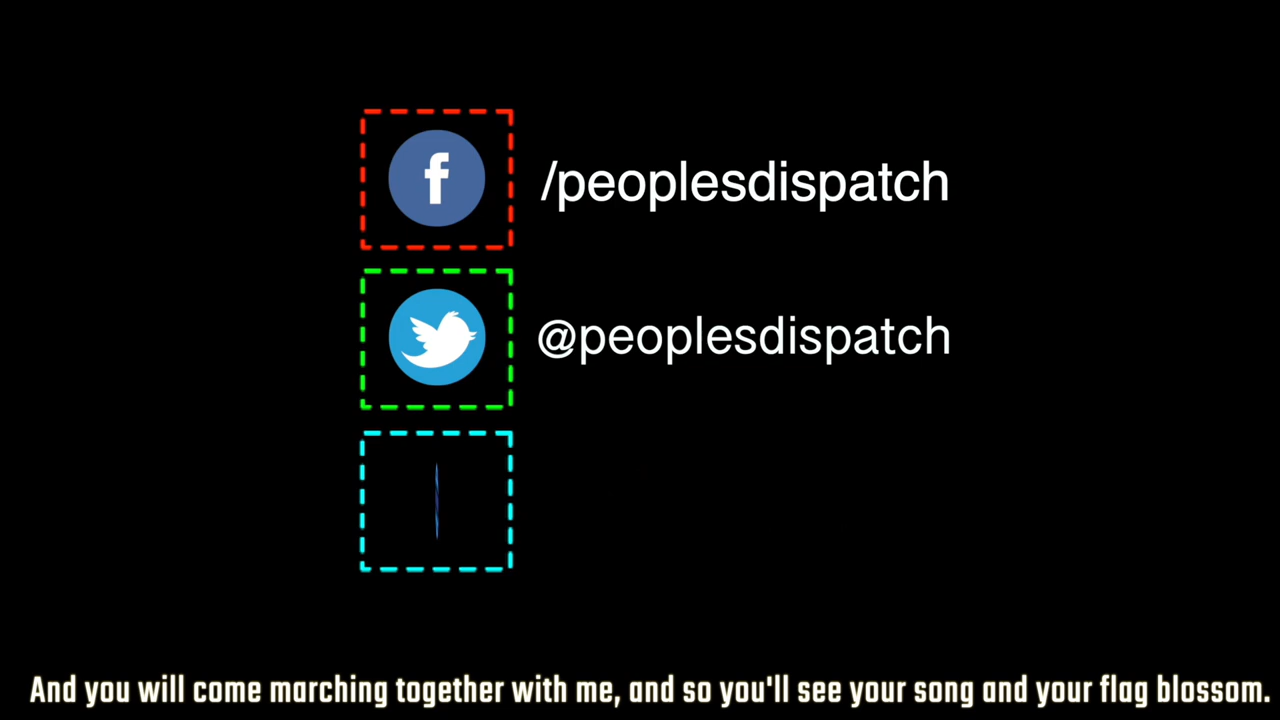 f
/peoplesdispatch
@peoplesdispatch
And you will come marching together with me, and so you'll see your song and your flag blossom.